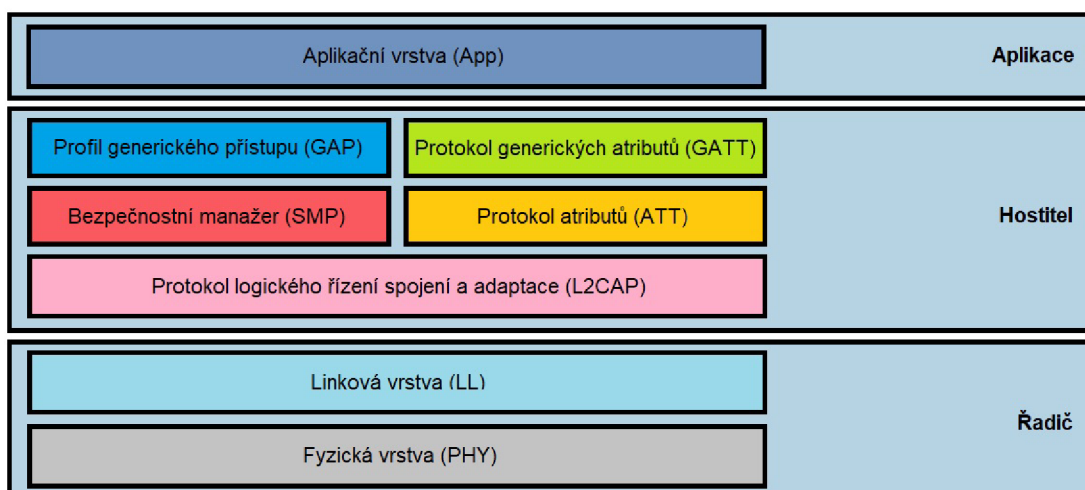 Aplikační vrstva (App)
Aplikace
Profil generického přístupu (GAP)
Protokol generických atributů (GATT)
Bezpečnostní manažer (SMP)
Protokol atributů (ATT)
Hostitel
Protokol logického řízení spojení a adaptace (L2CAP)
Linková vrstva (LL)
Řadič
Fyzická vrstva (PHY)